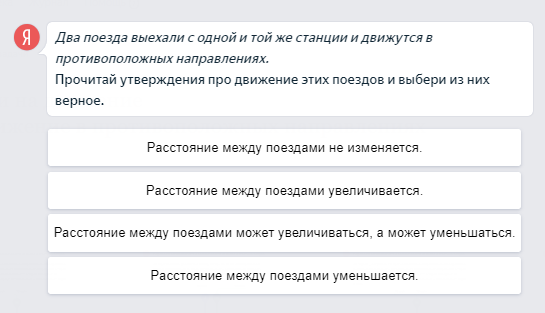 Я
Два поезда выехали с одной и той же станции и движутся в
противоположных направлениях.
Прочитай утверждения про движение этих поездов и выбери из них
верное.
Расстояние между поездами не изменяется.
Расстояние между поездами увеличивается.
Расстояние между поездами может увеличиваться, а может уменьшаться.
Расстояние между поездами уменьшается.